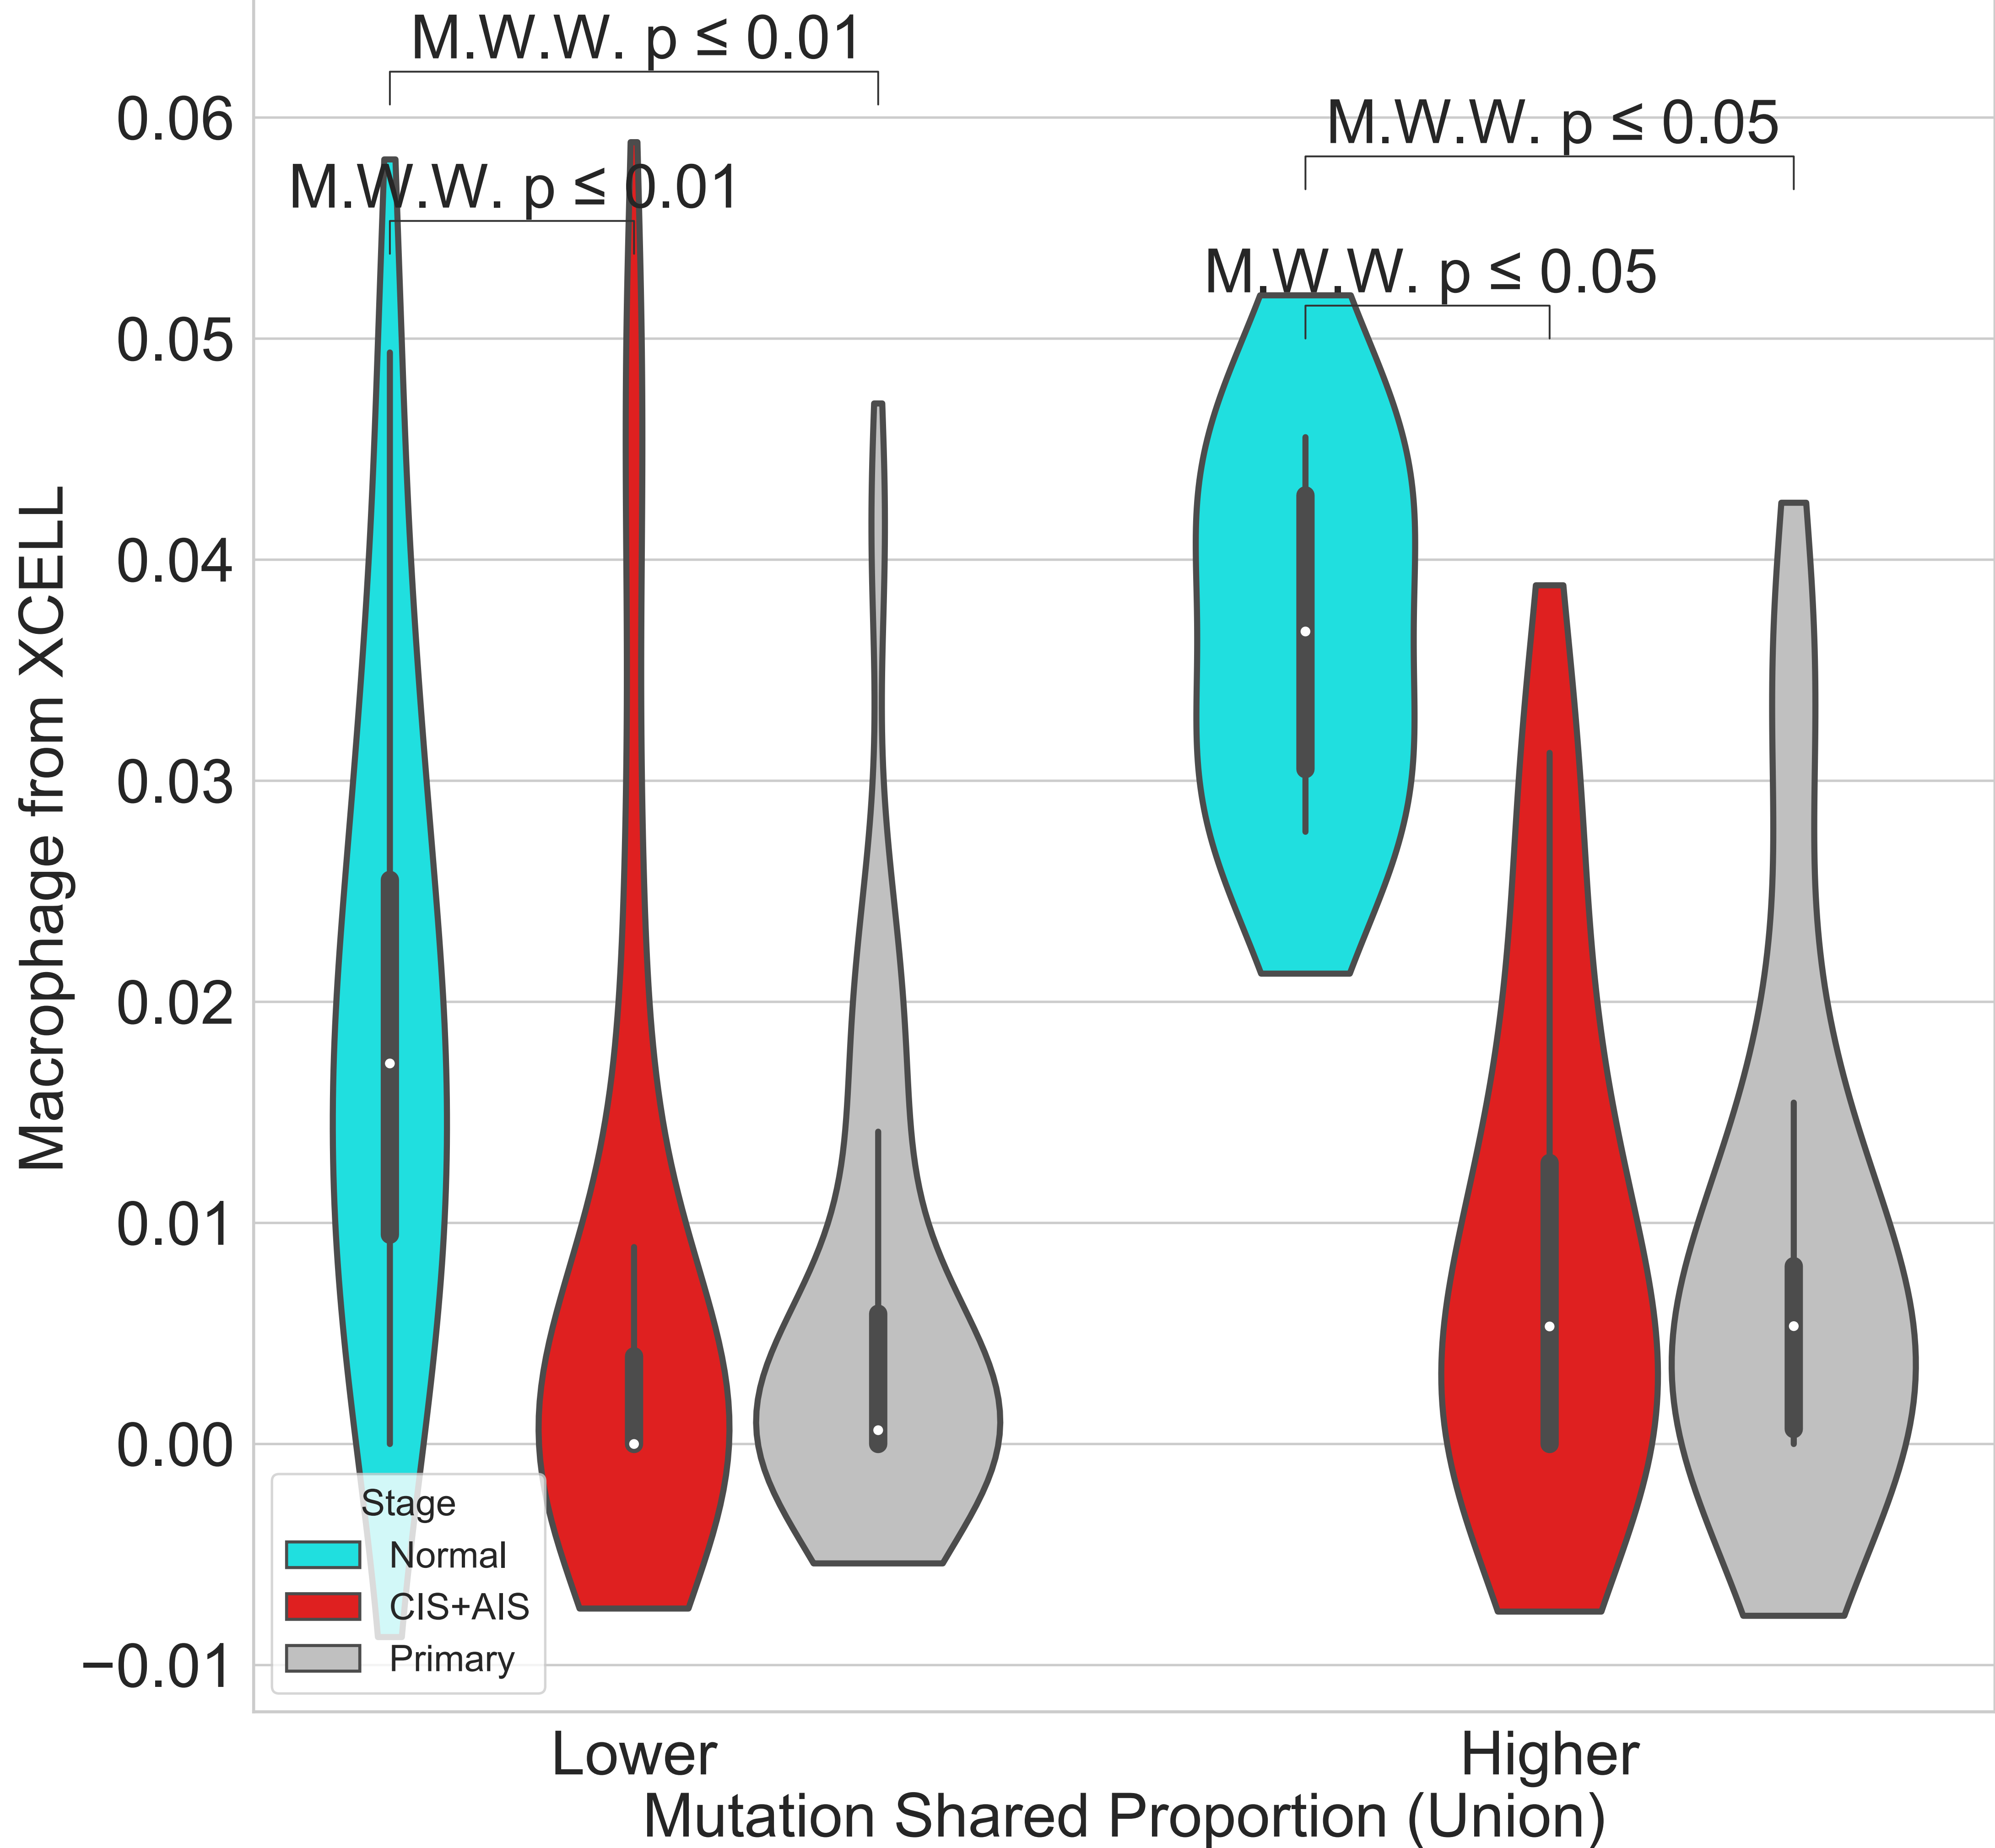 M.W.W. p ≤ 0.01
M.W.W. p ≤ 0.05
M.W.W. p ≤ 0.01
M.W.W. p ≤ 0.05
Macrophage from XCELL
0.06
0.05
0.04
0.03
0.02
0.01
0.00
−0.01
Stage
Normal
CIS+AIS
Primary
Lower
Higher
Mutation Shared Proportion (Union)